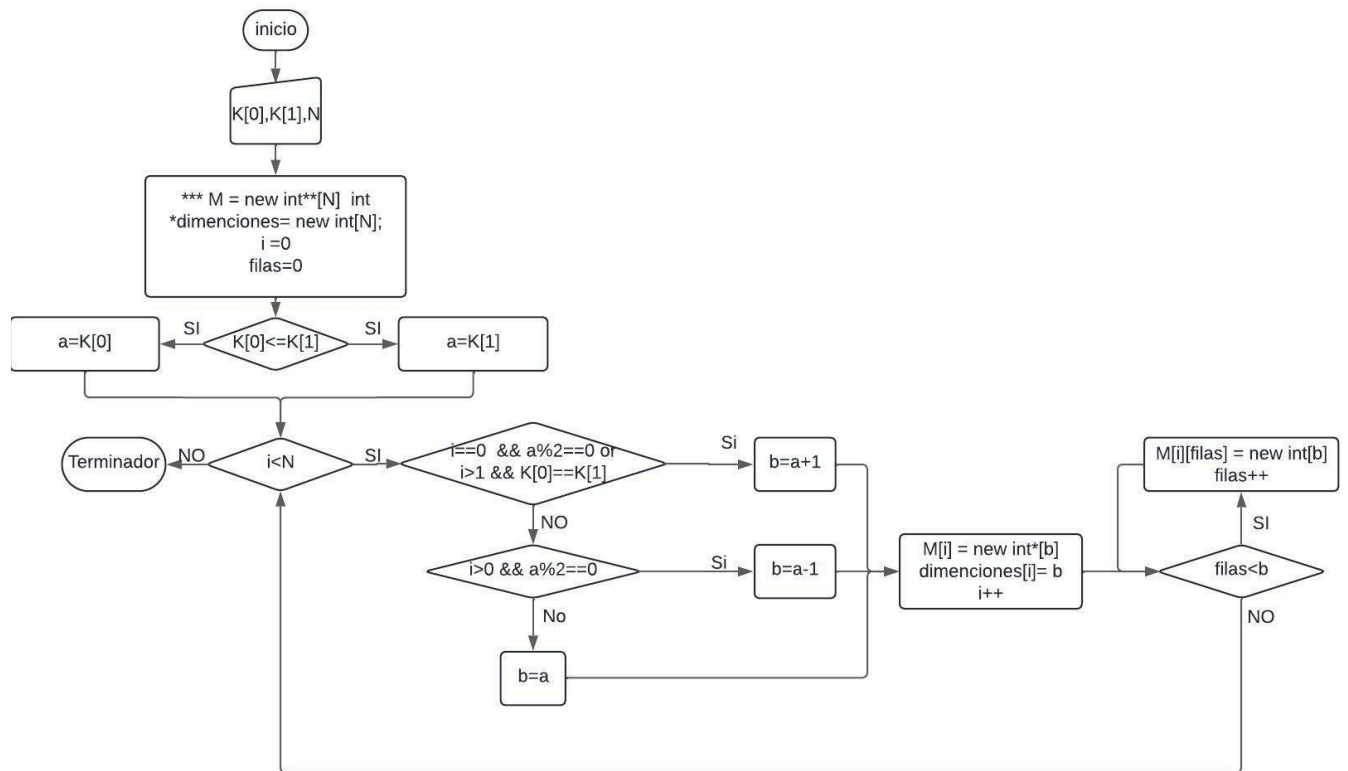 inicio
K[0],K[1],N
*** M = new int**[N] int
*dimenciones= new int[N];
i =0
filas=0
a=K[0]
SI
K[0]<=K[1]
SI
a=K[1]
Terminador
NO
i<N
SI
i==0 && a%2==0 or
i>1 && K[0]==K[1]
Si
b=a+1
NO
i>0 && a%2==0
Si
b=a-1
No
b=a
M[i] = new int*[b]
dimenciones[i]= b
i++
M[i][filas] = new int[b]
filas++
SI
filas<b
NO